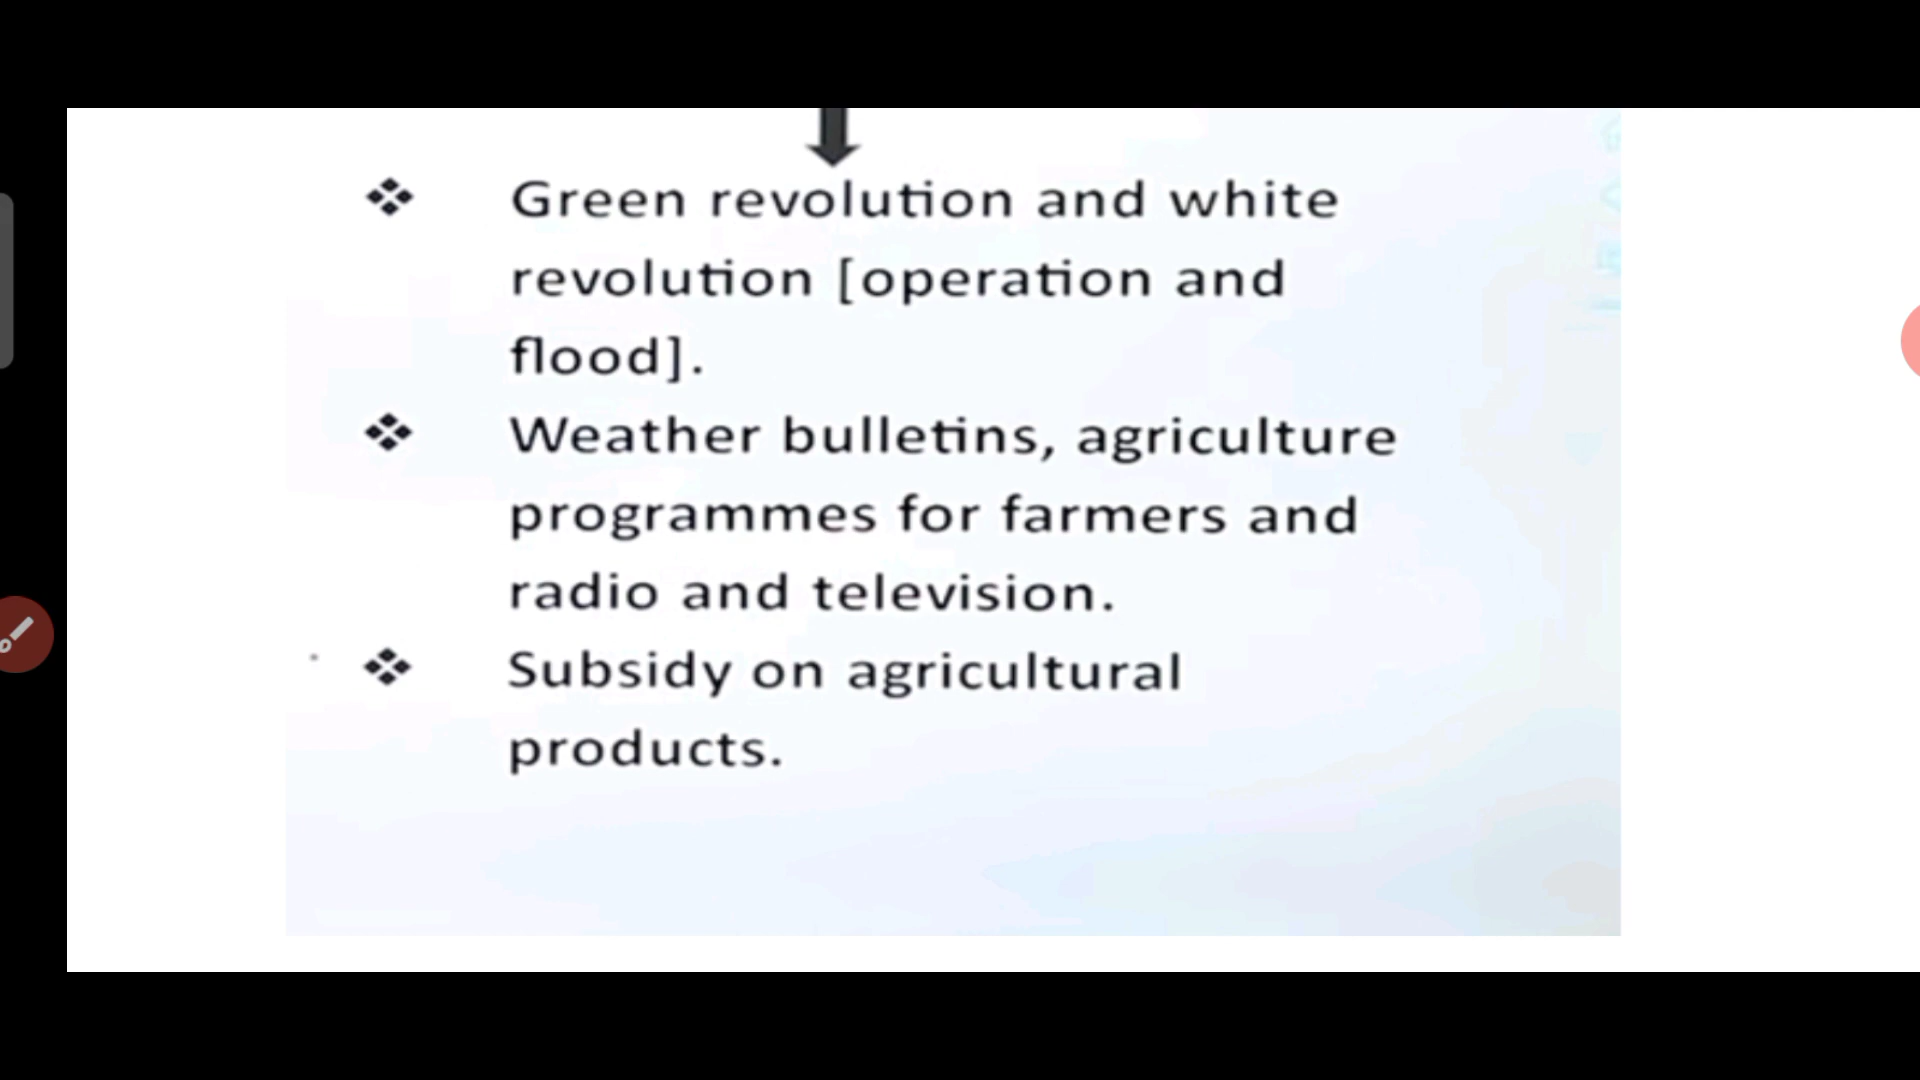 Green revolution and white
revolution [operation and
flood].
Weather bulletins, agriculture
programmes for farmers and
radio and television.
Subsidy on agricultural
products.